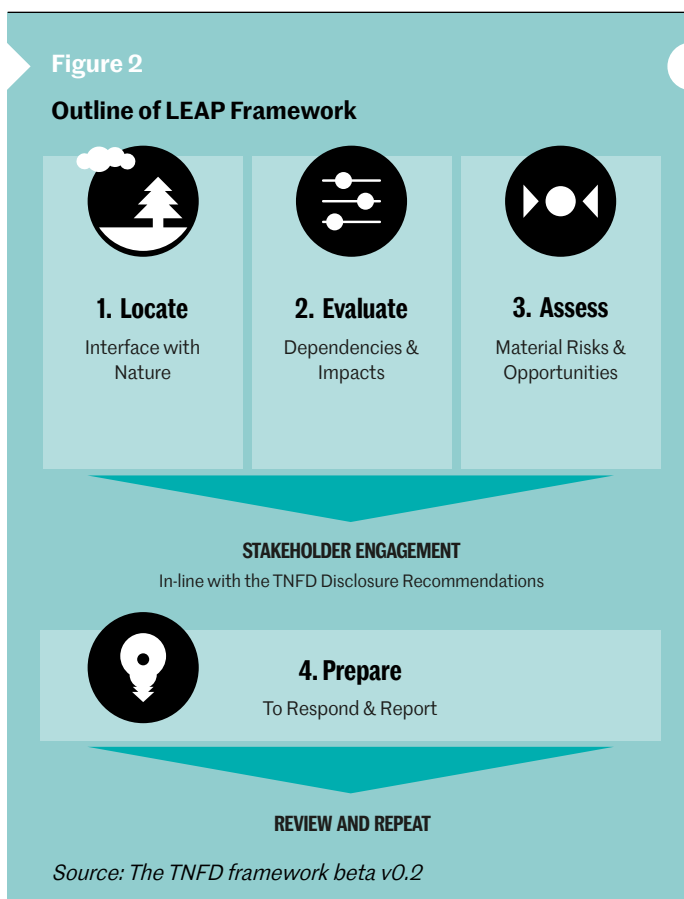 Figure 2
Outline of LEAP Framework
1. Locate
Interface with
Nature
2. Evaluate
Dependencies &
Impacts
3. Assess
Material Risks &
Opportunities
STAKEHOLDER ENGAGEMENT
In-line with the TNFD Disclosure Recommendations
4. Prepare
To Respond & Report
REVIEW AND REPEAT
Source: The TNFD framework beta v0.2